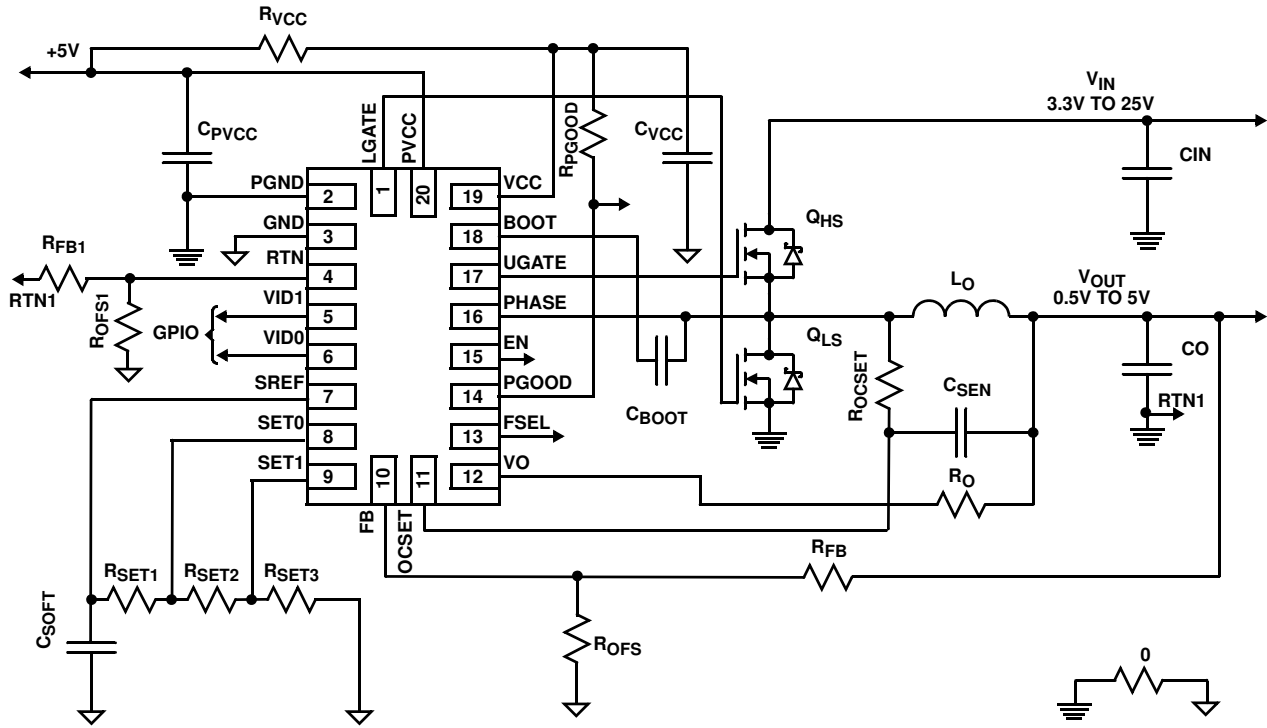 RVCC
+5V
VIN
3.3V TO 25V
CPVCC
LGATE
PVCC
RPGOOD
CVCC
CIN
PGND
2
1
20
19
VCC
GND
3
18
BOOT
QHS
RFB1
RTN
4
17
UGATE
RTN1
LO
VOUT
0.5V TO 5V
ROFS1
VID1
5
16
PHASE
GPIO
QLS
VID0
6
15
EN
CO
SREF
7
14
PGOOD
ROCSET
CSEN
RTN1
CBOOT
SET0
8
13
FSEL
SET1
9
10
11
12
VO
RO
FB
OCSET
RFB
RSET1
RSET2
RSET3
CSOFT
ROFS
0